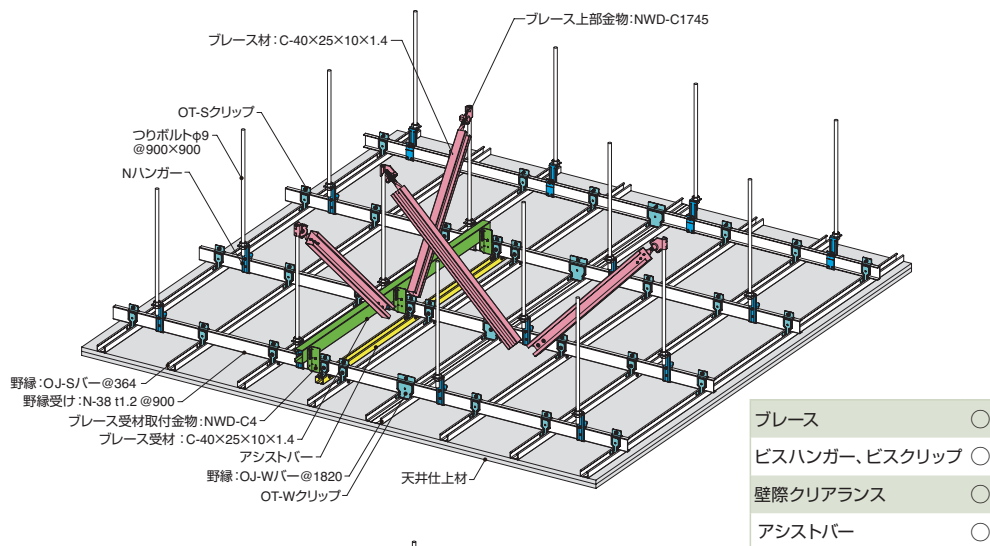 ブレース上部金物:NWD-C1745
ブレース材:C-40×25×10×1.4
OT-Sクリップ
つりボルトφ9
@900×900
Nハンガー
野縁:OJ-Sバー@364
野縁受け:N-38 t1.2 @900
ブレース受材取付金物:NWD-C4
ブレース受材:C-40×25×10×1.4
アシストバー
野縁:OJ-Wバー@1820
OT-Wクリップ
天井仕上材
ブレース ○
ビスハンガー、ビスクリップ ○
壁際クリアランス ○
アシストバー ○